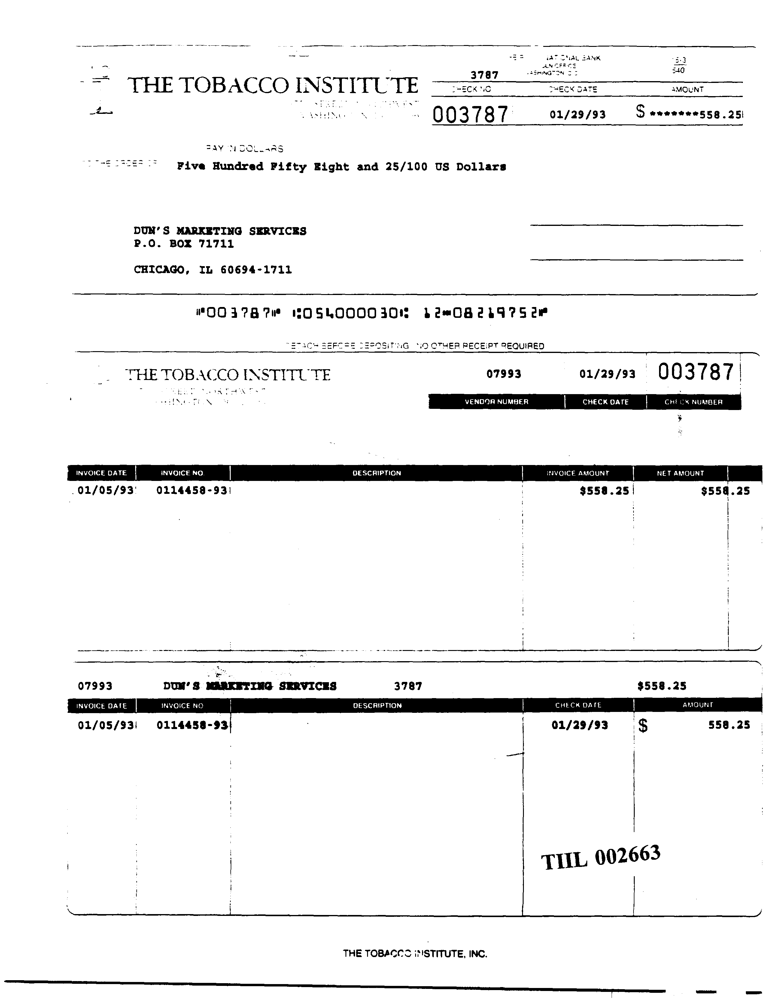 NATIONAL BANK
3787
THE TOBACCO INSTITUTE
CHECK NO CHECK DATE AMOUNT
003787 01/29/93 $ *******558.25
PAY IN DOLLARS
TO THE ORDER OF Five Hundred Fifty Eight and 25/100 US Dollars
DUN'S MARKETING SERVICES
P.O. BOX 71711
CHICAGO, IL 60694-1711
⑈003787⑈ ⑆054000030⑆ 12⑉08219752⑈
DETACH BEFORE DEPOSITING. NO OTHER RECEIPT REQUIRED
THE TOBACCO INSTITUTE 07993 01/29/93 003787
VENDOR NUMBER CHECK DATE CHECK NUMBER
INVOICE DATE INVOICE NO. DESCRIPTION INVOICE AMOUNT NET AMOUNT
01/05/93 0114458-93 $558.25 $558.25
07993 DUN'S MARKETING SERVICES 3787 $558.25
INVOICE DATE INVOICE NO DESCRIPTION CHECK DATE AMOUNT
01/05/93 0114458-93 01/29/93 $ 558.25
TIIL 002663
THE TOBACCO INSTITUTE, INC.